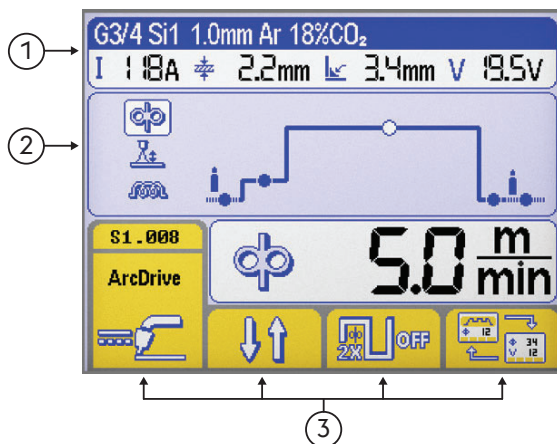 G3/4 Si1 1.0mm Ar 18%CO₂
1
I 118A 2.2mm 3.4mm V 19.5V
2
S1.008
ArcDrive
5.0 m/min
2X OFF
12
34
V 12
3